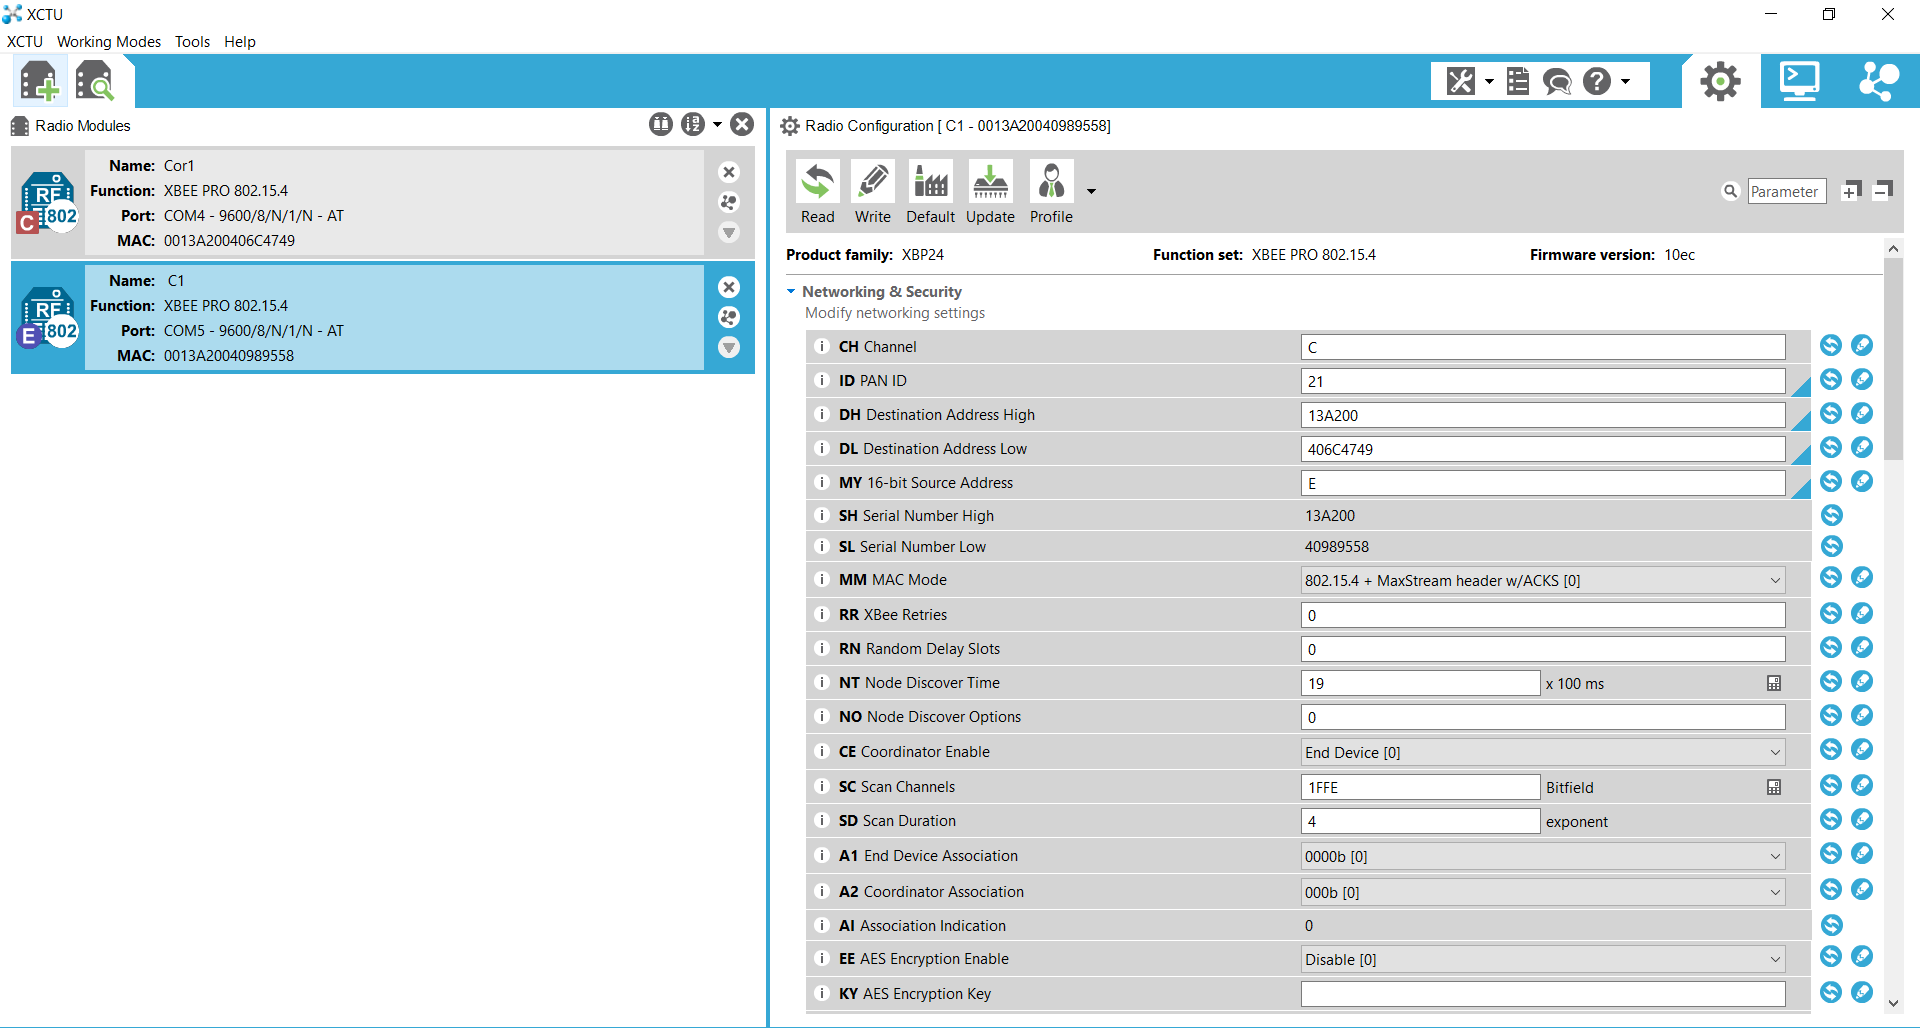 XCTU
XCTU Working Modes Tools Help
Radio Modules
Name: Cor1
Function: XBEE PRO 802.15.4
Port: COM4 - 9600/8/N/1/N - AT
MAC: 0013A200406C4749
RF
802
C
Name: C1
Function: XBEE PRO 802.15.4
Port: COM5 - 9600/8/N/1/N - AT
MAC: 0013A20040989558
RF
802
E
Radio Configuration [ C1 - 0013A20040989558]
Read Write Default Update Profile
Parameter
Product family: XBP24 Function set: XBEE PRO 802.15.4 Firmware version: 10ec
Networking & Security
Modify networking settings
i CH Channel C
i ID PAN ID 21
i DH Destination Address High 13A200
i DL Destination Address Low 406C4749
i MY 16-bit Source Address E
i SH Serial Number High 13A200
i SL Serial Number Low 40989558
i MM MAC Mode 802.15.4 + MaxStream header w/ACKS [0]
i RR XBee Retries 0
i RN Random Delay Slots 0
i NT Node Discover Time 19 x 100 ms
i NO Node Discover Options 0
i CE Coordinator Enable End Device [0]
i SC Scan Channels 1FFE Bitfield
i SD Scan Duration 4 exponent
i A1 End Device Association 0000b [0]
i A2 Coordinator Association 000b [0]
i AI Association Indication 0
i EE AES Encryption Enable Disable [0]
i KY AES Encryption Key